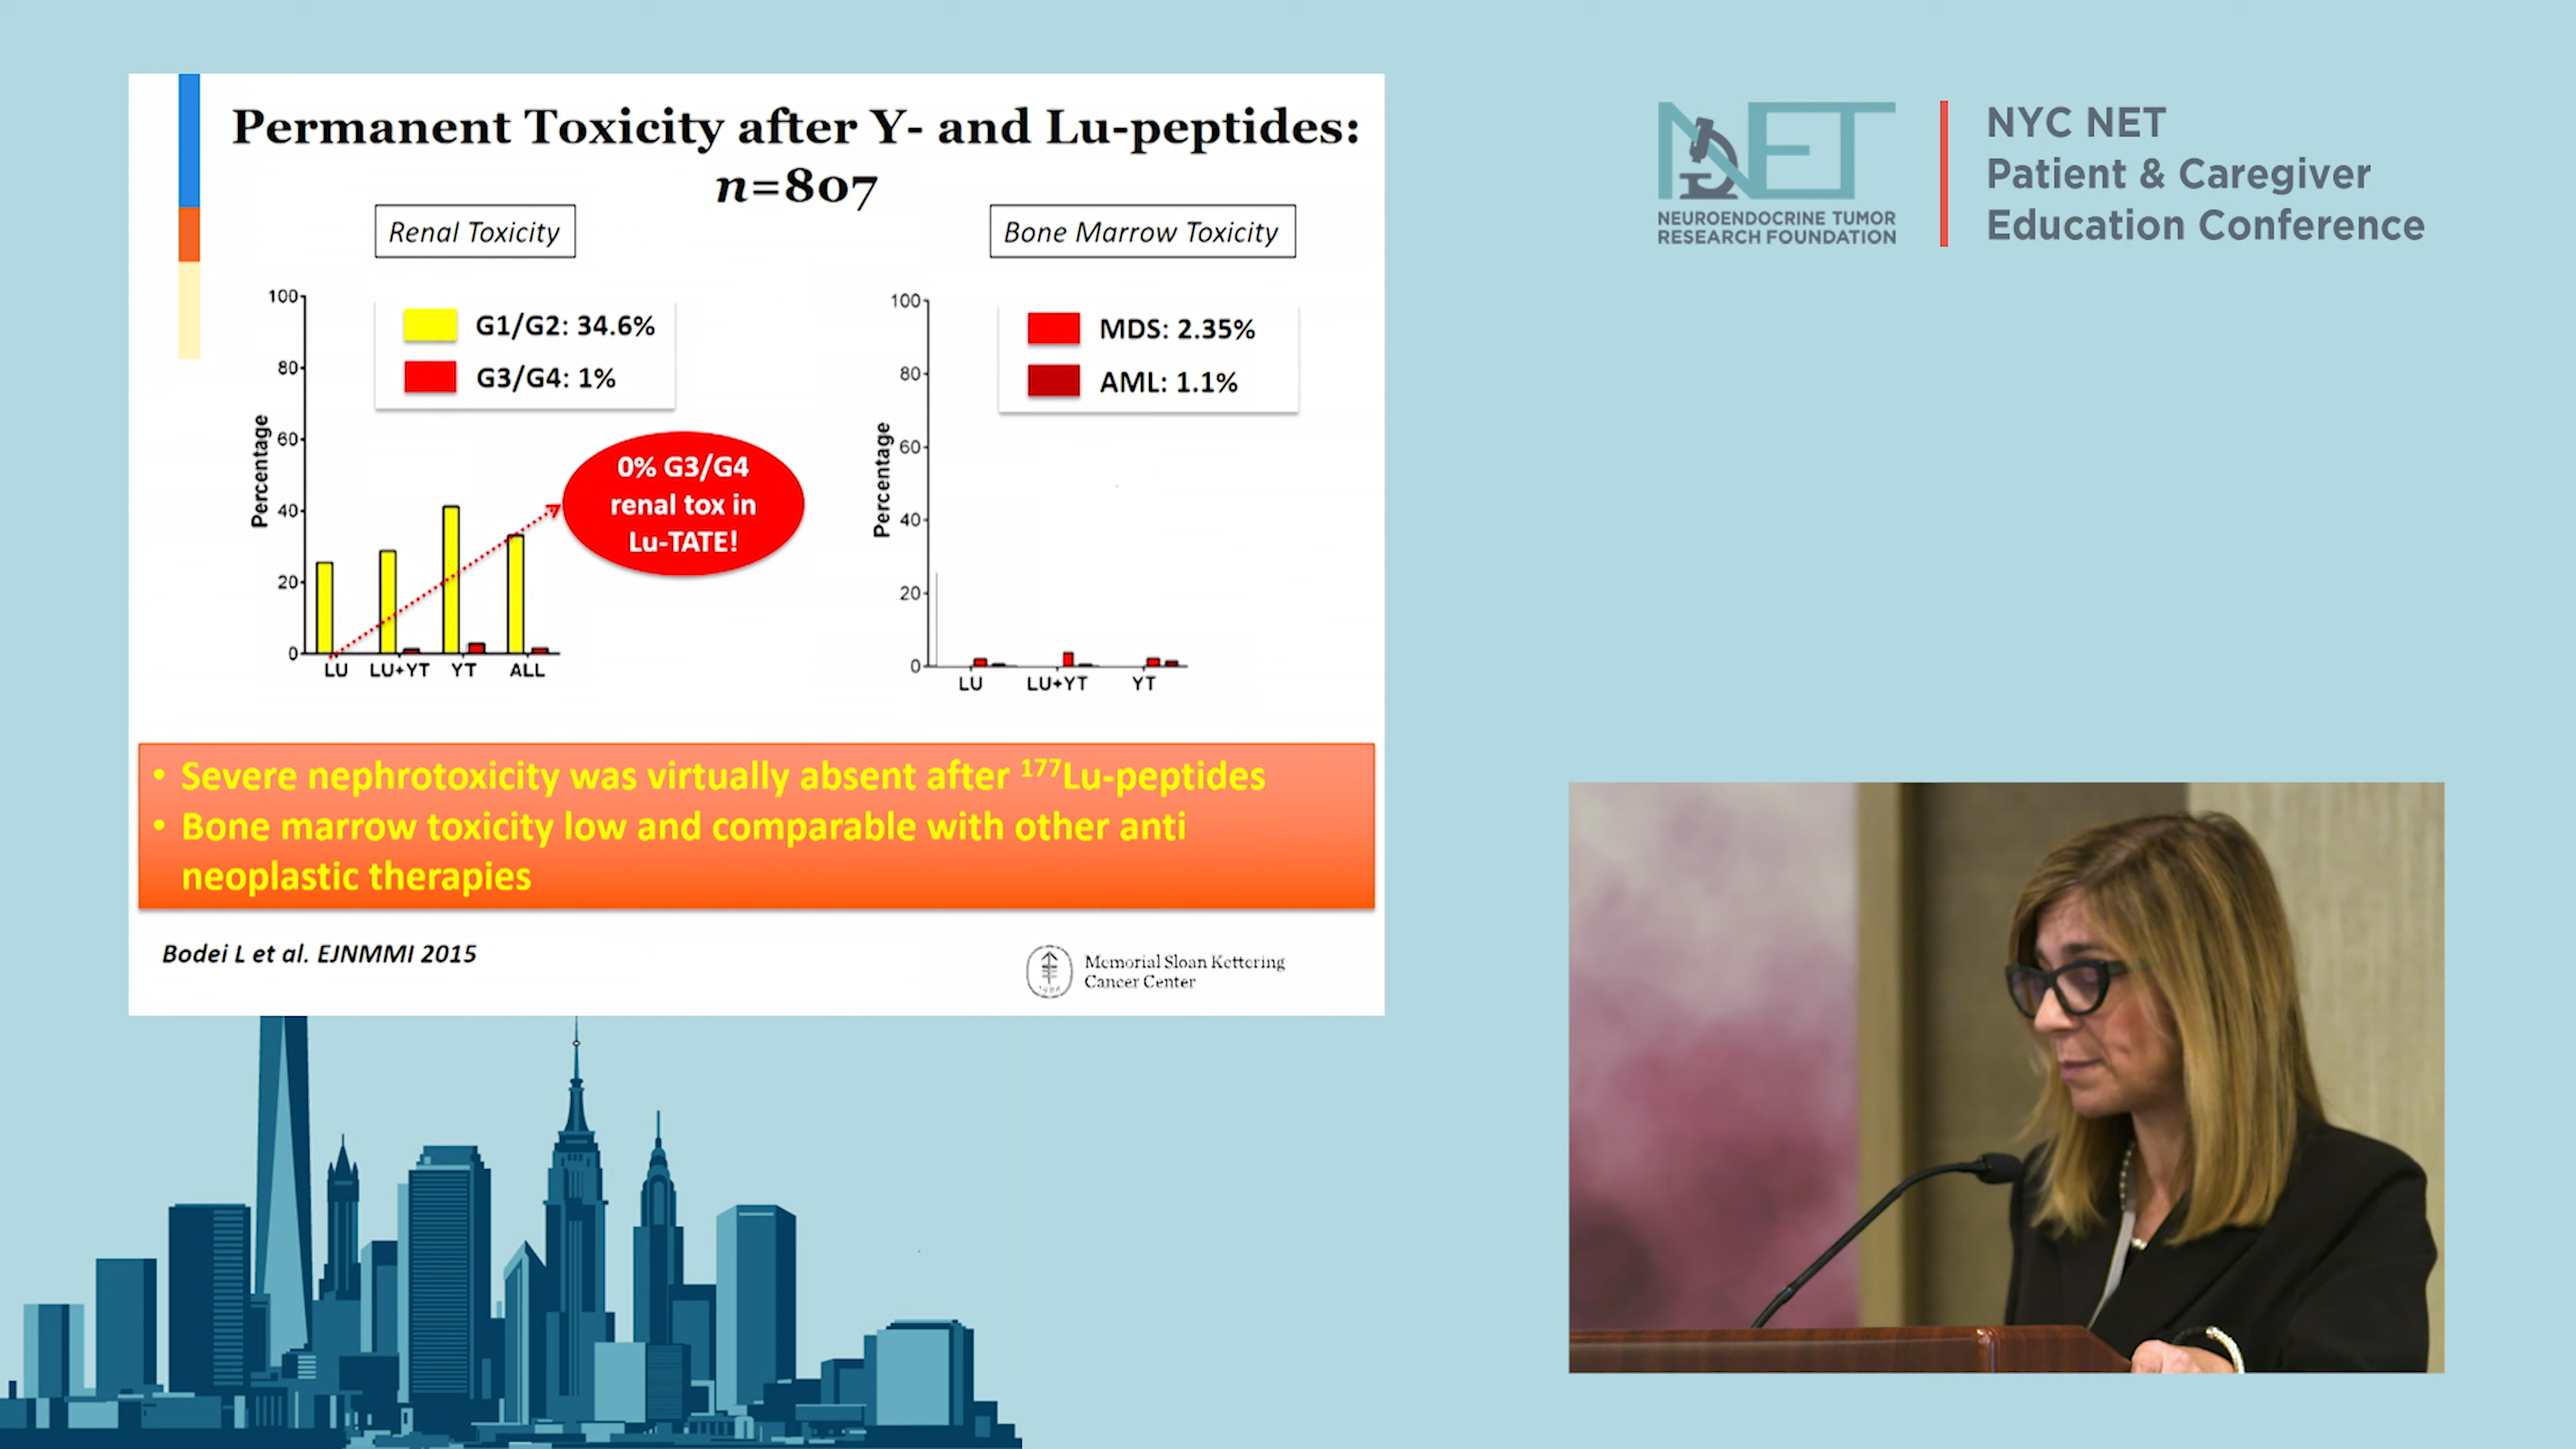 Permanent Toxicity after Y- and Lu-peptides:
n=807
Renal Toxicity
100
80
60
40
20
0
Percentage
G1/G2: 34.6%
G3/G4: 1%
0% G3/G4
renal tox in
Lu-TATE!
LU
LU+YT
YT
ALL
Bone Marrow Toxicity
100
80
60
40
20
0
Percentage
MDS: 2.35%
AML: 1.1%
LU
LU+YT
YT
• Severe nephrotoxicity was virtually absent after ¹⁷⁷Lu-peptides
• Bone marrow toxicity low and comparable with other anti
neoplastic therapies
Bodei L et al. EJNMMI 2015
Memorial Sloan Kettering
Cancer Center
NET
NEUROENDOCRINE TUMOR
RESEARCH FOUNDATION
NYC NET
Patient & Caregiver
Education Conference